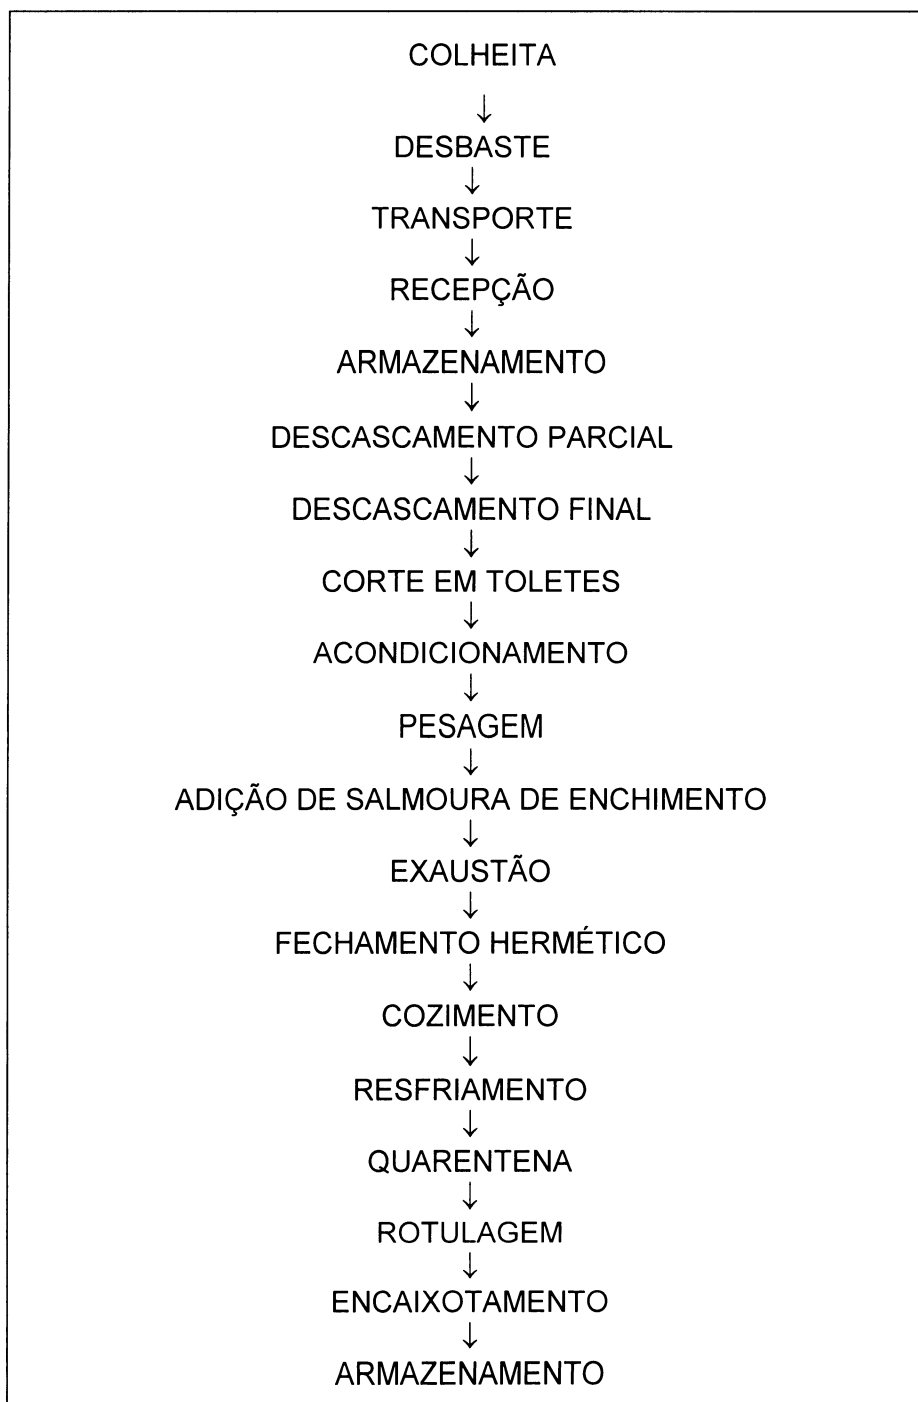 COLHEITA
↓
DESBASTE
↓
TRANSPORTE
↓
RECEPÇÃO
↓
ARMAZENAMENTO
↓
DESCASCAMENTO PARCIAL
↓
DESCASCAMENTO FINAL
↓
CORTE EM TOLETES
↓
ACONDICIONAMENTO
↓
PESAGEM
↓
ADIÇÃO DE SALMOURA DE ENCHIMENTO
↓
EXAUSTÃO
↓
FECHAMENTO HERMÉTICO
↓
COZIMENTO
↓
RESFRIAMENTO
↓
QUARENTENA
↓
ROTULAGEM
↓
ENCAIXOTAMENTO
↓
ARMAZENAMENTO